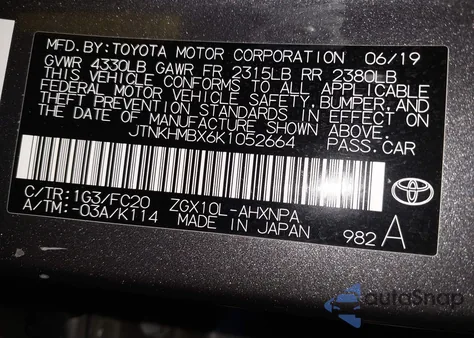 MFD. BY: TOYOTA MOTOR CORPORATION 06/19
GVWR 4330LB GAWR FR 2315LB RR 2380LB
THIS VEHICLE CONFORMS TO ALL APPLICABLE
FEDERAL MOTOR VEHICLE SAFETY, BUMPER, AND
THEFT PREVENTION STANDARDS IN EFFECT ON
THE DATE OF MANUFACTURE SHOWN ABOVE.
JTNKHMBX6K1052664 PASS. CAR
C/TR: 1G3/FC20 ZGX10L-AHXNPA
A/TM: -03A/K114 MADE IN JAPAN 982 A
autoSnap